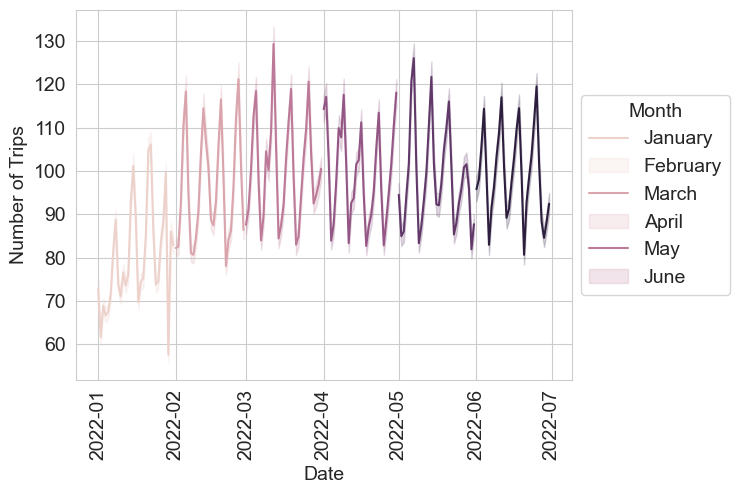 130
120
110
100
90
80
70
60
Number of Trips
2022-01
2022-02
2022-03
2022-04
2022-05
2022-06
2022-07
Date
Month
January
February
March
April
May
June